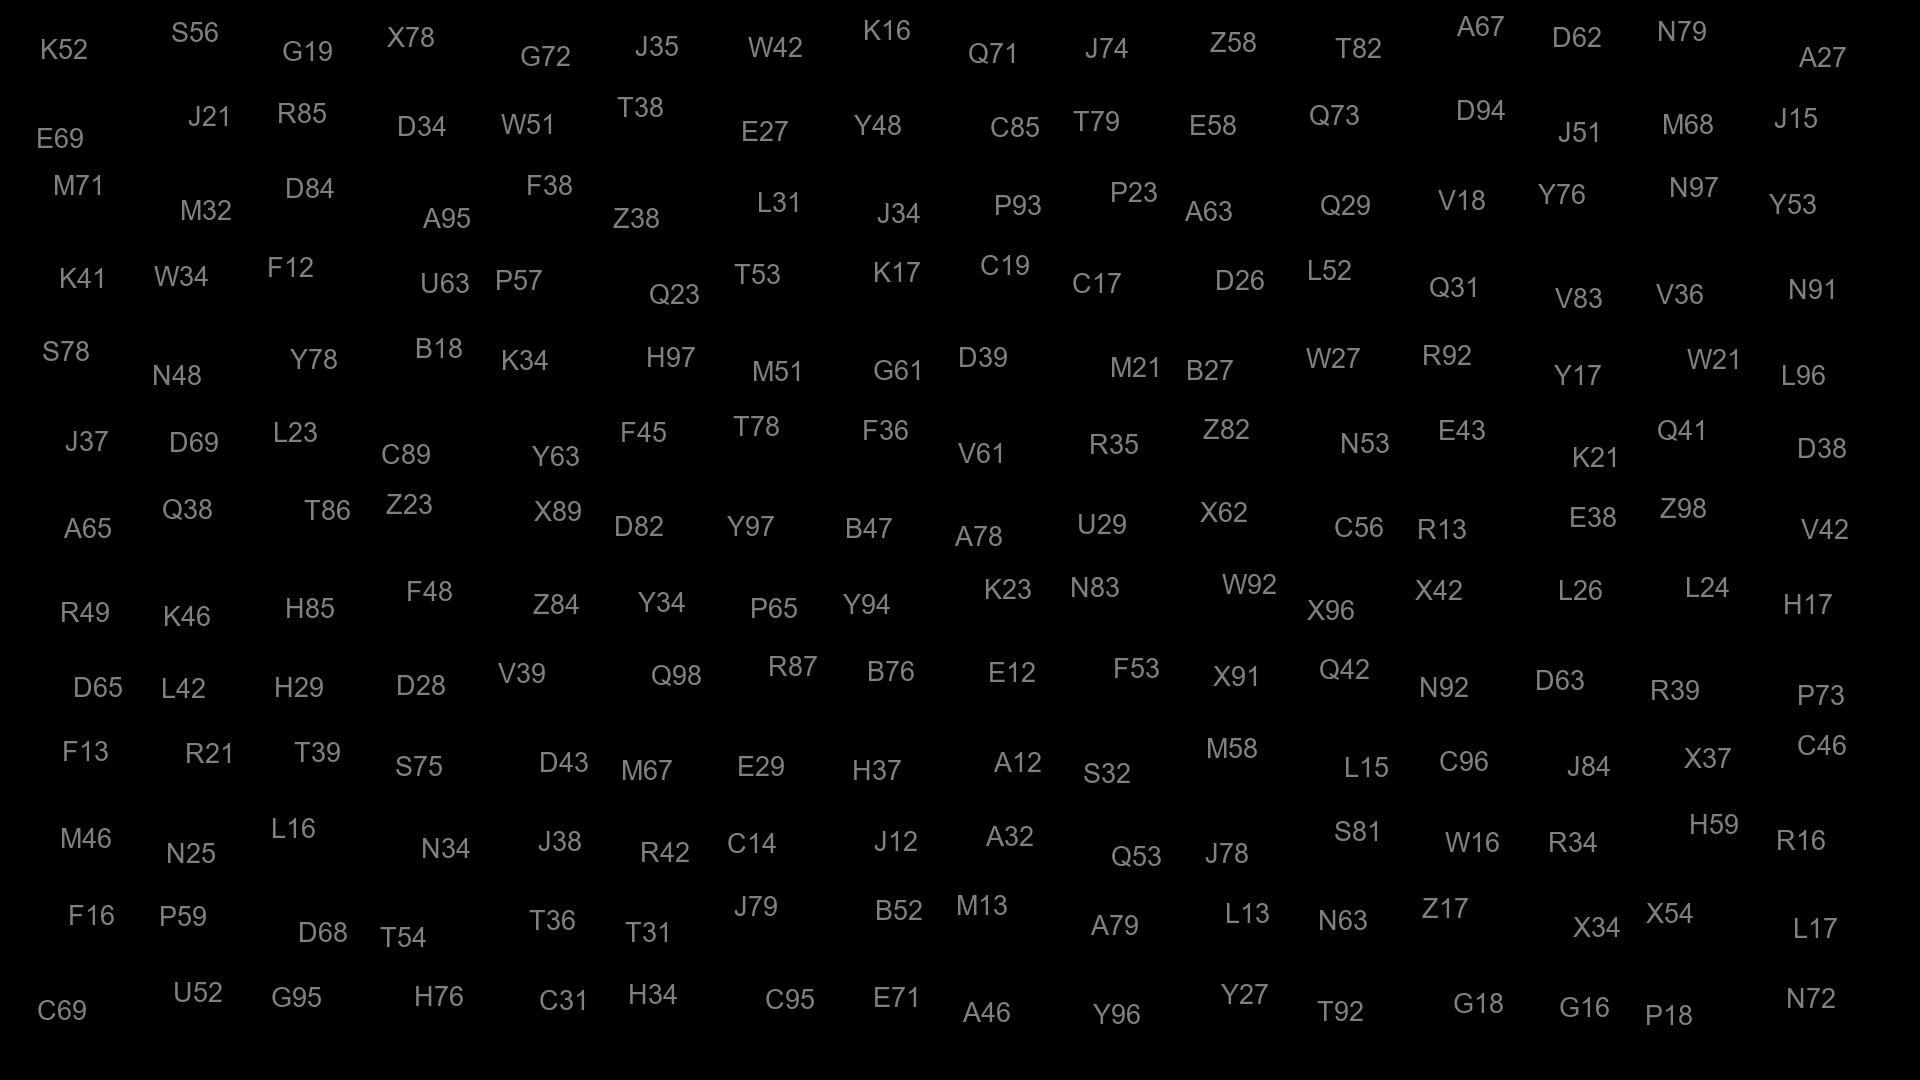 K52 S56 G19 X78 G72 J35 W42 K16 Q71 J74 Z58 T82 A67 D62 N79 A27
E69 J21 R85 D34 W51 T38 E27 Y48 C85 T79 E58 Q73 D94 J51 M68 J15
M71 M32 D84 A95 F38 Z38 L31 J34 P93 P23 A63 Q29 V18 Y76 N97 Y53
K41 W34 F12 U63 P57 Q23 T53 K17 C19 C17 D26 L52 Q31 V83 V36 N91
S78 N48 Y78 B18 K34 H97 M51 G61 D39 M21 B27 W27 R92 Y17 W21 L96
J37 D69 L23 C89 Y63 F45 T78 F36 V61 R35 Z82 N53 E43 K21 Q41 D38
A65 Q38 T86 Z23 X89 D82 Y97 B47 A78 U29 X62 C56 R13 E38 Z98 V42
R49 K46 H85 F48 Z84 Y34 P65 Y94 K23 N83 W92 X96 X42 L26 L24 H17
D65 L42 H29 D28 V39 Q98 R87 B76 E12 F53 X91 Q42 N92 D63 R39 P73
F13 R21 T39 S75 D43 M67 E29 H37 A12 S32 M58 L15 C96 J84 X37 C46
M46 N25 L16 N34 J38 R42 C14 J12 A32 Q53 J78 S81 W16 R34 H59 R16
F16 P59 D68 T54 T36 T31 J79 B52 M13 A79 L13 N63 Z17 X34 X54 L17
C69 U52 G95 H76 C31 H34 C95 E71 A46 Y96 Y27 T92 G18 G16 P18 N72